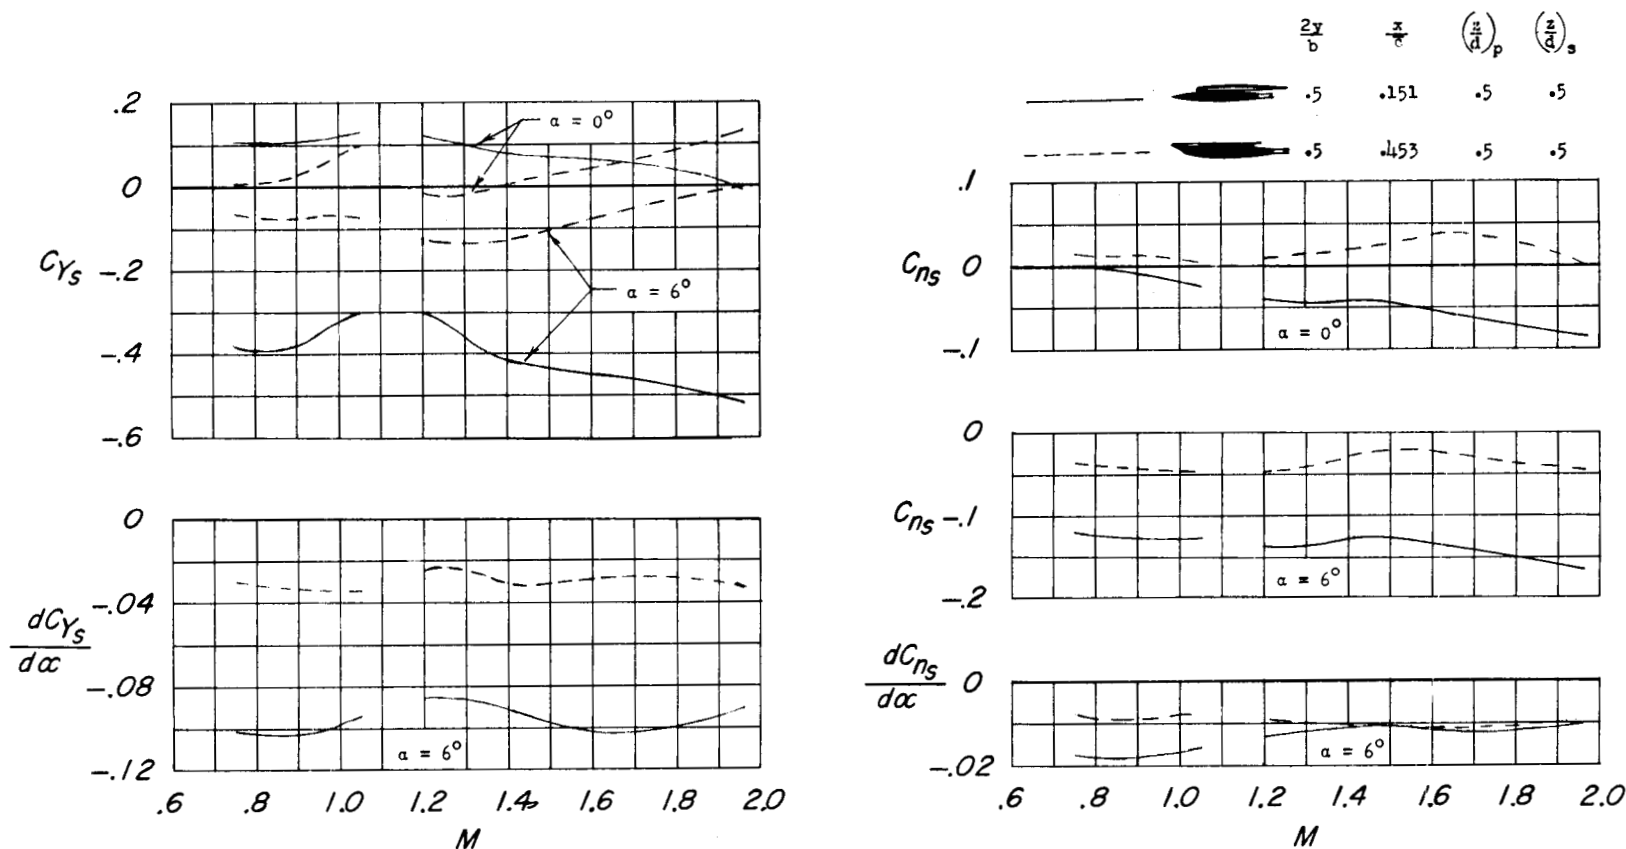 2y/b x/c̄ (z/d)p (z/d)s
.5 .151 .5 .5
.5 .453 .5 .5
.2
0
-.2
-.4
-.6
CYs
α = 0°
α = 6°
0
-.04
-.08
-.12
dCYs/dα
α = 6°
.6 .8 1.0 1.2 1.4 1.6 1.8 2.0
M
.1
0
-.1
Cns
α = 0°
0
-.1
-.2
Cns
α = 6°
0
-.02
dCns/dα
α = 6°
.6 .8 1.0 1.2 1.4 1.6 1.8 2.0
M